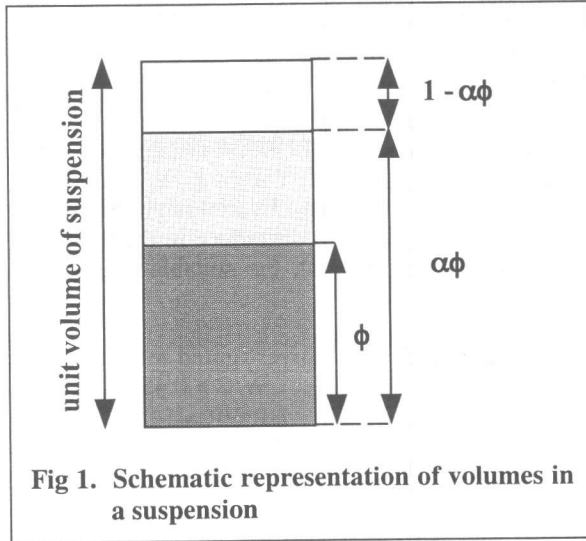 unit volume of suspension
1 - αϕ
αϕ
ϕ
Fig 1. Schematic representation of volumes in
a suspension